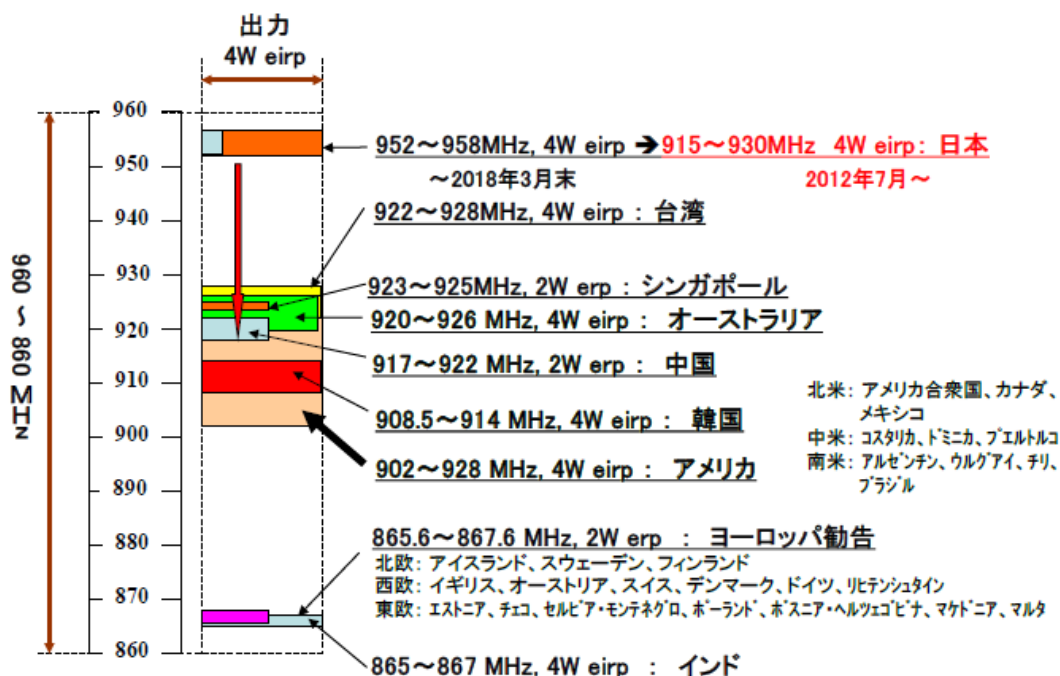 出力
4W eirp
960
950
940
930
920
910
900
890
880
870
860
860 ～ 960 MHz
952～958MHz, 4W eirp ➔915～930MHz 4W eirp: 日本
～2018年3月末 2012年7月～
922～928MHz, 4W eirp : 台湾
923～925MHz, 2W erp : シンガポール
920～926 MHz, 4W eirp : オーストラリア
917～922 MHz, 2W erp : 中国
908.5～914 MHz, 4W eirp : 韓国
902～928 MHz, 4W eirp : アメリカ
北米: アメリカ合衆国、カナダ、
メキシコ
中米: ｺｽﾀﾘｶ、ﾄﾞﾐﾆｶ、ﾌﾟｴﾙﾄﾙｺ
南米: ｱﾙｾﾞﾝﾁﾝ、ｳﾙｸﾞｱｲ、ﾁﾘ、
ﾌﾞﾗｼﾞﾙ
865.6～867.6 MHz, 2W erp : ヨーロッパ勧告
北欧: アイスランド、スウェーデン、フィンランド
西欧: イギリス、オーストリア、スイス、デンマーク、ドイツ、ﾘﾋﾃﾝｼｭﾀｲﾝ
東欧: ｴｽﾄﾆｱ、ﾁｪｺ、ｾﾙﾋﾞｱ・ﾓﾝﾃﾈｸﾞﾛ、ﾎﾟｰﾗﾝﾄﾞ、ﾎﾞｽﾆｱ・ﾍﾙﾂｪｺﾞﾋﾞﾅ、ﾏｹﾄﾞﾆｱ、ﾏﾙﾀ
865～867 MHz, 4W eirp : インド